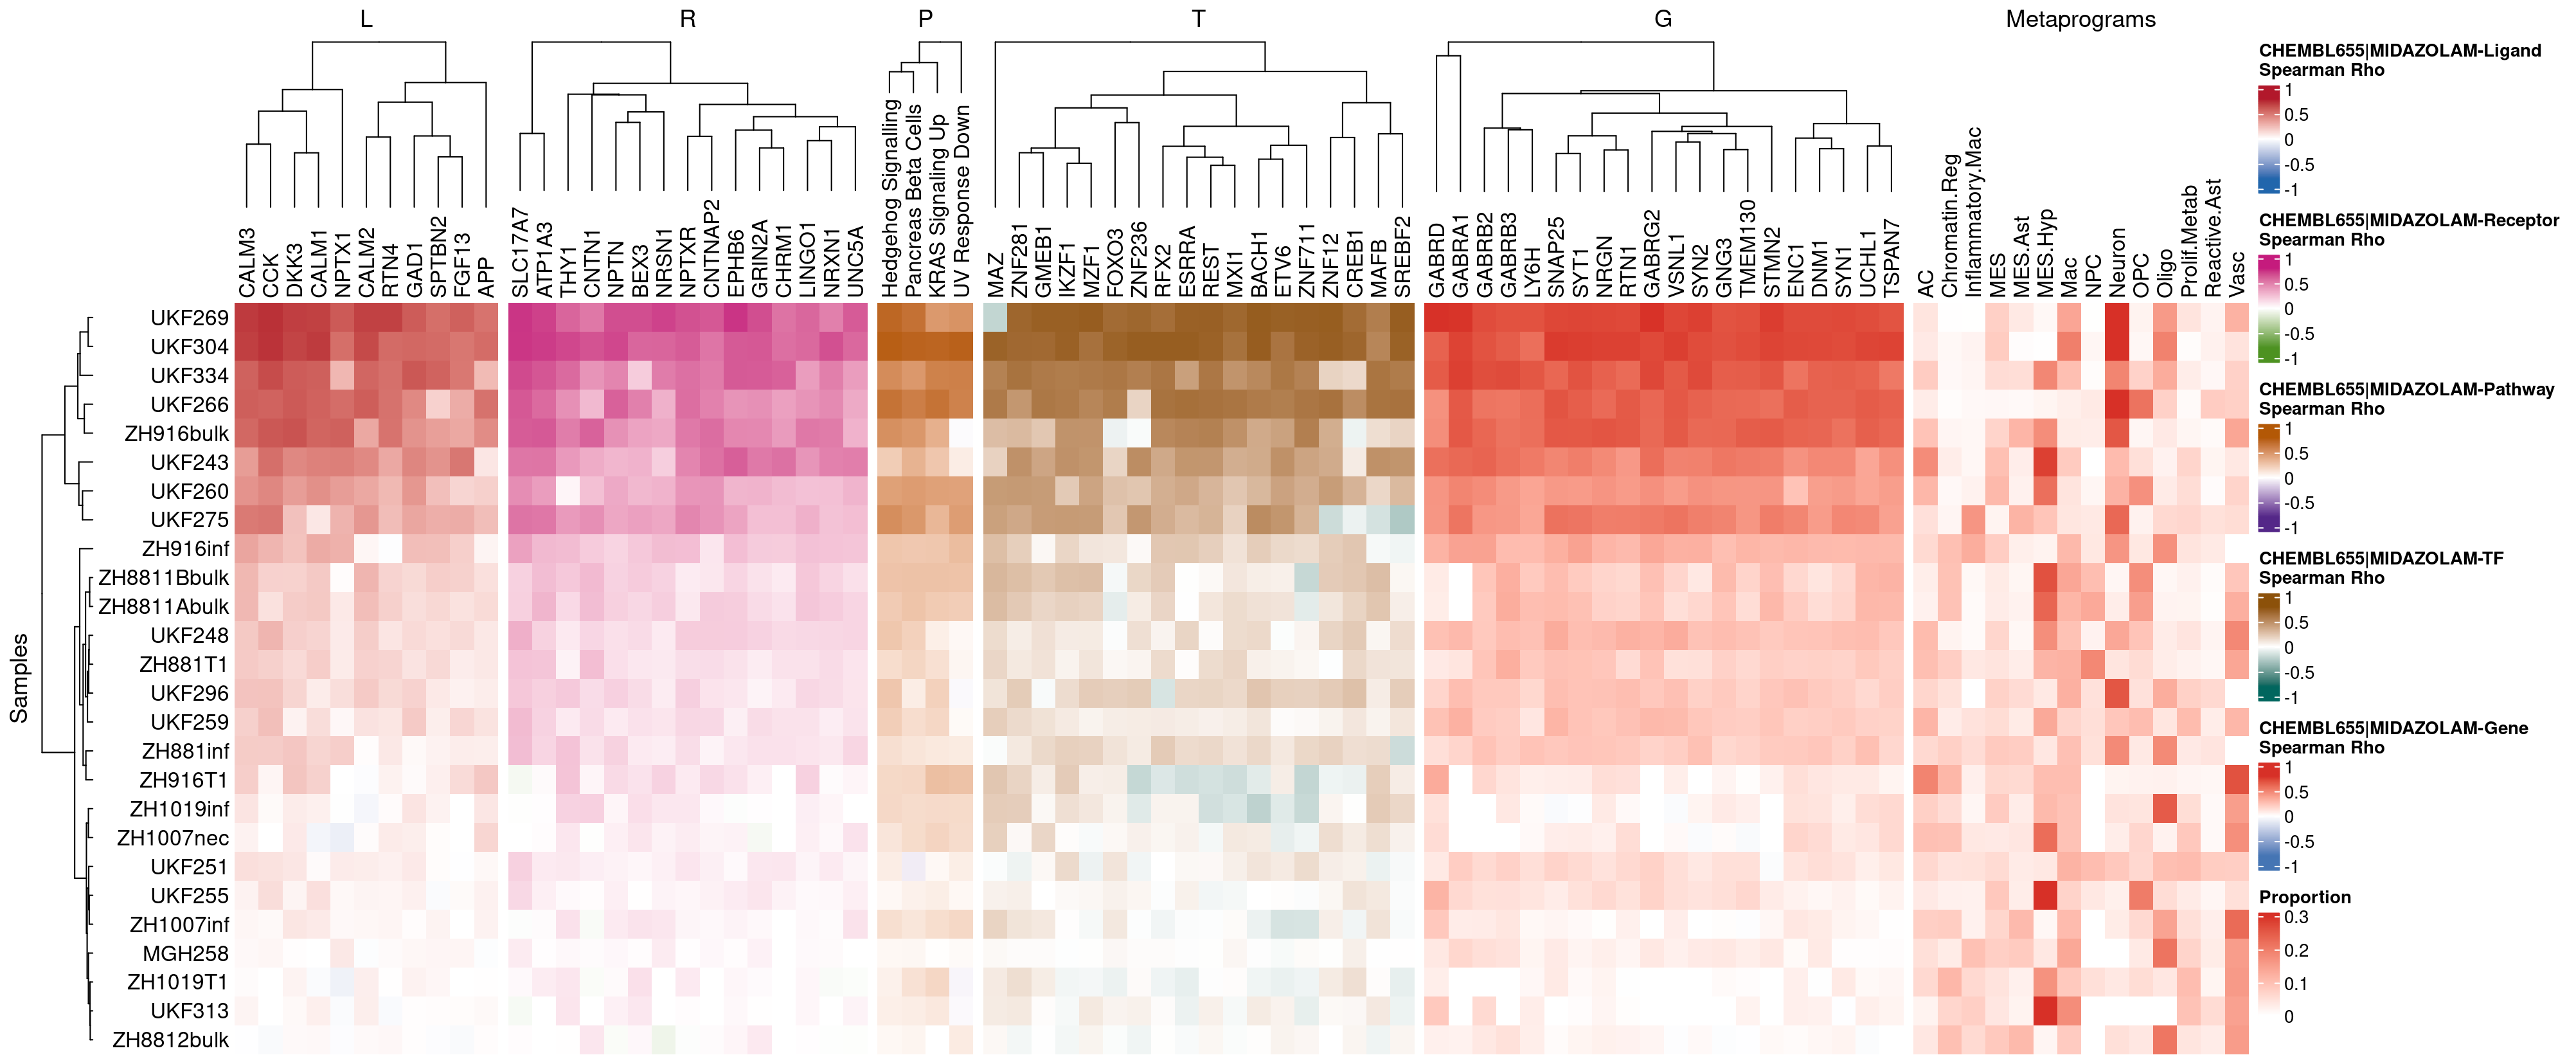 L
R
P
T
G
Metaprograms
CALM3
CCK
DKK3
CALM1
NPTX1
CALM2
RTN4
GAD1
SPTBN2
FGF13
APP
SLC17A7
ATP1A3
THY1
CNTN1
NPTN
BEX3
NRSN1
NPTXR
CNTNAP2
EPHB6
GRIN2A
CHRM1
LINGO1
NRXN1
UNC5A
Hedgehog Signalling
Pancreas Beta Cells
KRAS Signaling Up
UV Response Down
MAZ
ZNF281
GMEB1
IKZF1
MZF1
FOXO3
ZNF236
RFX2
ESRRA
REST
MXI1
BACH1
ETV6
ZNF711
ZNF12
CREB1
MAFB
SREBF2
GABRD
GABRA1
GABRB2
GABRB3
LY6H
SNAP25
SYT1
NRGN
RTN1
GABRG2
VSNL1
SYN2
GNG3
TMEM130
STMN2
ENC1
DNM1
SYN1
UCHL1
TSPAN7
AC
Chromatin.Reg
Inflammatory.Mac
MES
MES.Ast
MES.Hyp
Mac
NPC
Neuron
OPC
Oligo
Prolif.Metab
Reactive.Ast
Vasc
Samples
UKF269
UKF304
UKF334
UKF266
ZH916bulk
UKF243
UKF260
UKF275
ZH916inf
ZH8811Bbulk
ZH8811Abulk
UKF248
ZH881T1
UKF296
UKF259
ZH881inf
ZH916T1
ZH1019inf
ZH1007nec
UKF251
UKF255
ZH1007inf
MGH258
ZH1019T1
UKF313
ZH8812bulk
CHEMBL655|MIDAZOLAM-Ligand
Spearman Rho
1
0.5
0
-0.5
-1
CHEMBL655|MIDAZOLAM-Receptor
Spearman Rho
1
0.5
0
-0.5
-1
CHEMBL655|MIDAZOLAM-Pathway
Spearman Rho
1
0.5
0
-0.5
-1
CHEMBL655|MIDAZOLAM-TF
Spearman Rho
1
0.5
0
-0.5
-1
CHEMBL655|MIDAZOLAM-Gene
Spearman Rho
1
0.5
0
-0.5
-1
Proportion
0.3
0.2
0.1
0